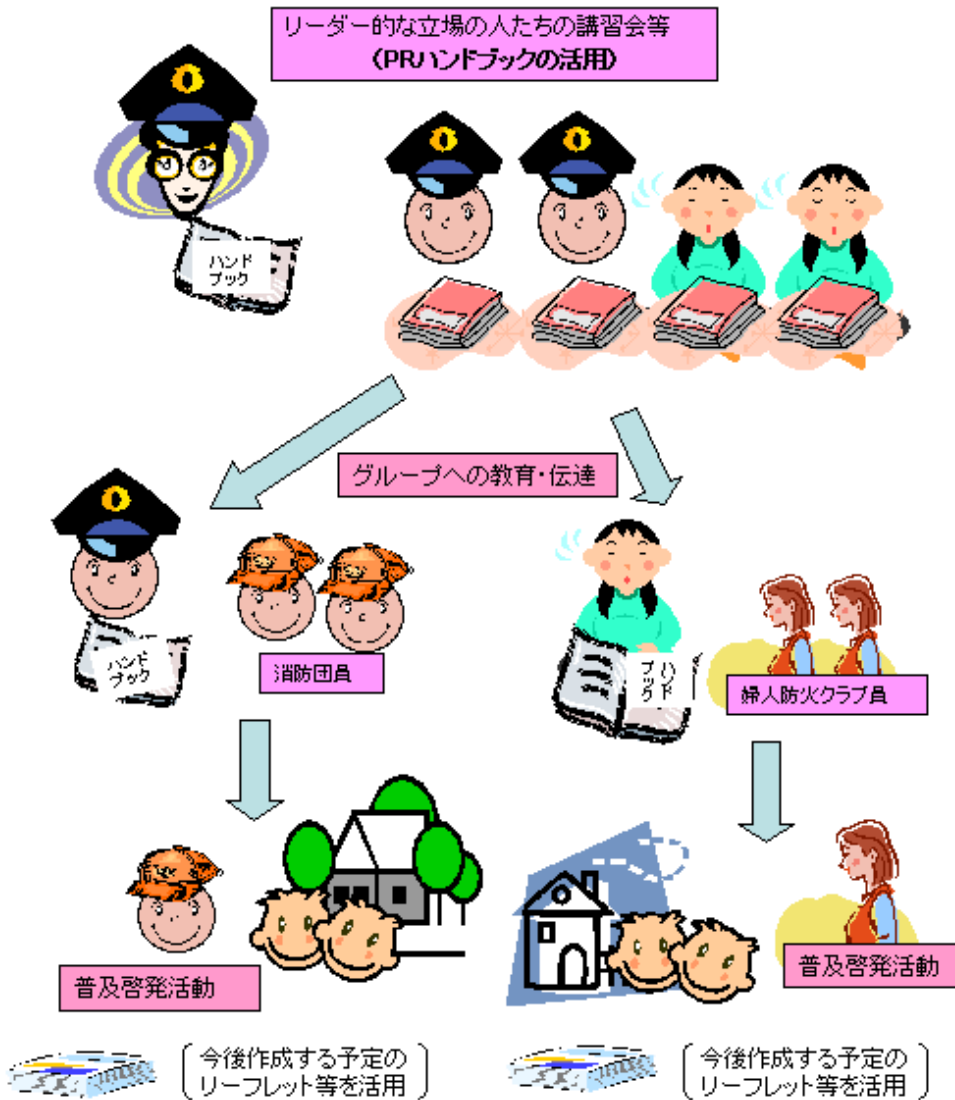 リーダー的な立場の人たちの講習会等
(PRハンドブックの活用)
ハンド
ブック
グループへの教育・伝達
ハンド
ブック
消防団員
ハンド
ブック
婦人防火クラブ員
普及啓発活動
普及啓発活動
今後作成する予定の
リーフレット等を活用
今後作成する予定の
リーフレット等を活用